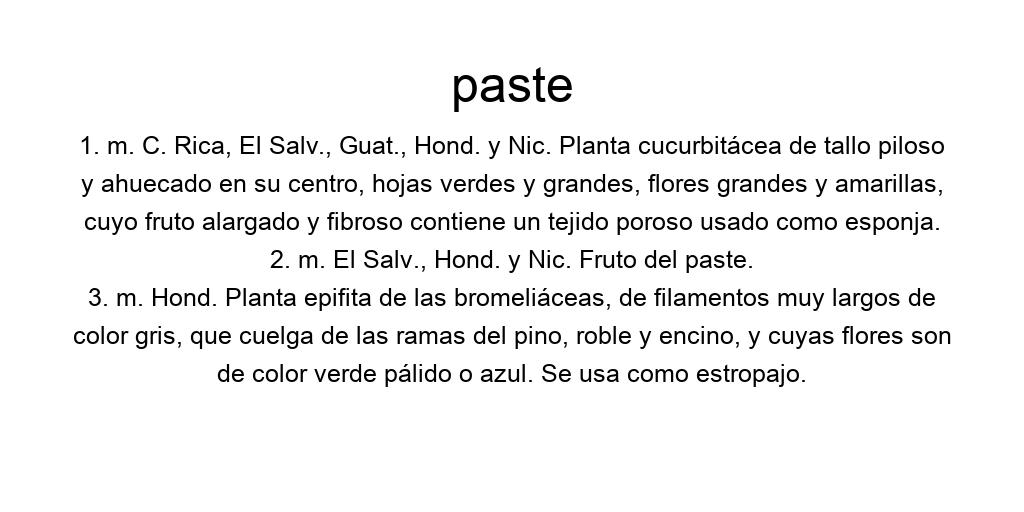 paste
1. m. C. Rica, El Salv., Guat., Hond. y Nic. Planta cucurbitácea de tallo piloso
y ahuecado en su centro, hojas verdes y grandes, flores grandes y amarillas,
cuyo fruto alargado y fibroso contiene un tejido poroso usado como esponja.
2. m. El Salv., Hond. y Nic. Fruto del paste.
3. m. Hond. Planta epifita de las bromeliáceas, de filamentos muy largos de
color gris, que cuelga de las ramas del pino, roble y encino, y cuyas flores son
de color verde pálido o azul. Se usa como estropajo.